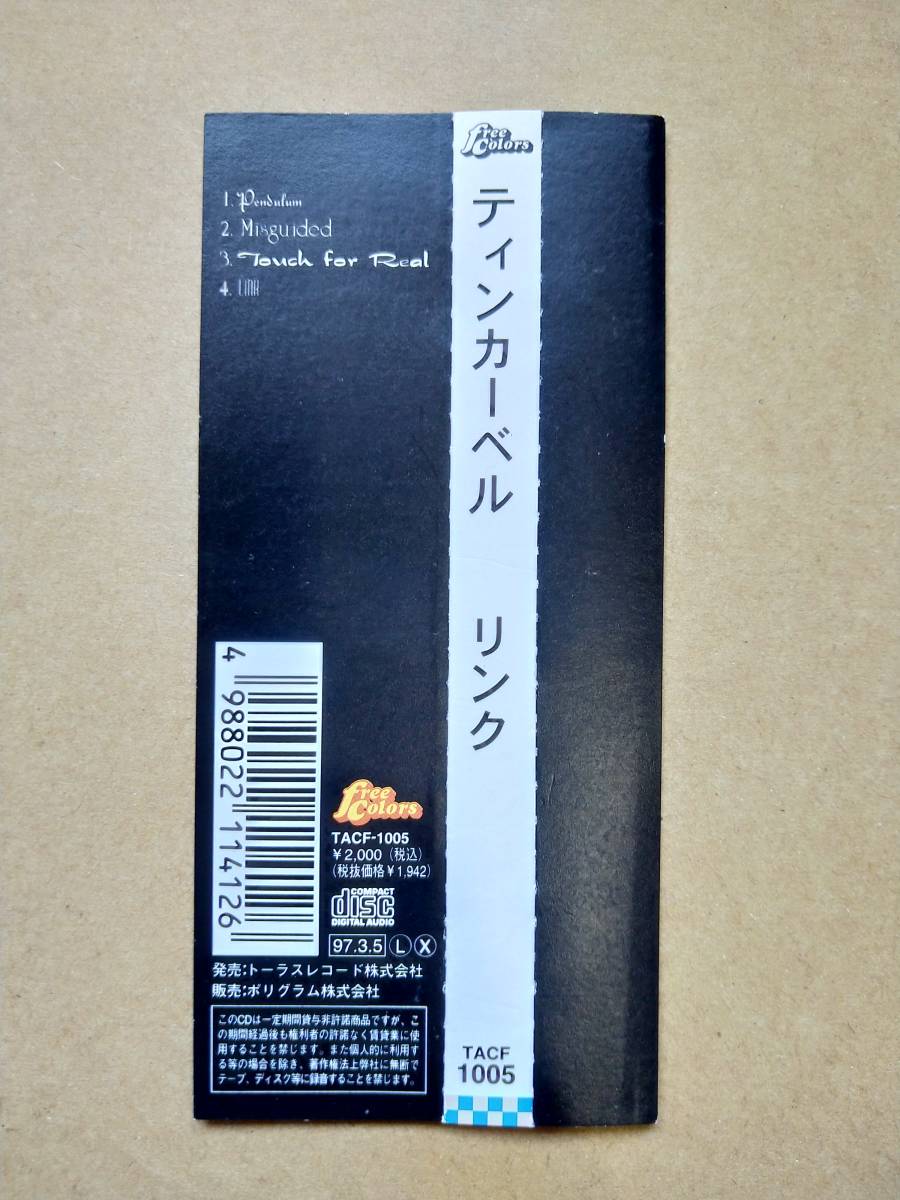 1. Pendulum
2. Misguided
3. Touch for Real
4. Link
4 988022 114126
free Colors
TACF-1005
￥2,000（税込）
（税抜価格￥1,942）
COMPACT
disc
DIGITAL AUDIO
97.3.5 L X
発売：トーラスレコード株式会社
販売：ポリグラム株式会社
このCDは一定期間貸与非許諾商品ですが、こ
の期間経過後も権利者の許諾なく賃貸業に使
用することを禁じます。また個人的に利用す
る等の場合を除き、著作権法上弊社に無断で
テープ、ディスク等に録音することを禁じます。
free Colors
ティンカーベル リンク
TACF
1005